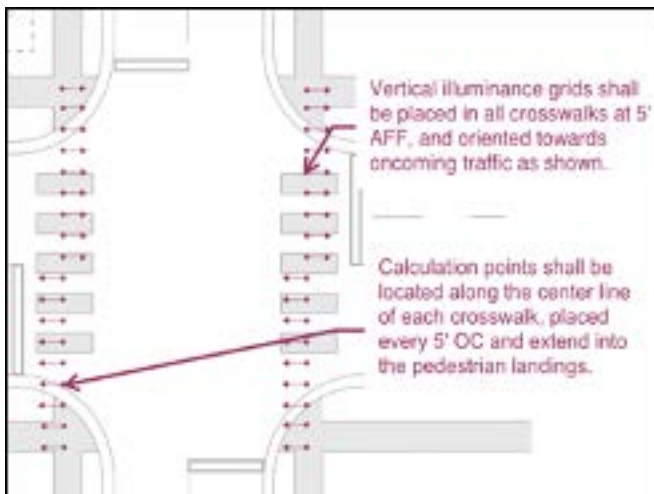 Vertical illuminance grids shall
be placed in all crosswalks at 5'
AFF, and oriented towards
oncoming traffic as shown.
Calculation points shall be
located along the center line
of each crosswalk, placed
every 5' OC and extend into
the pedestrian landings.